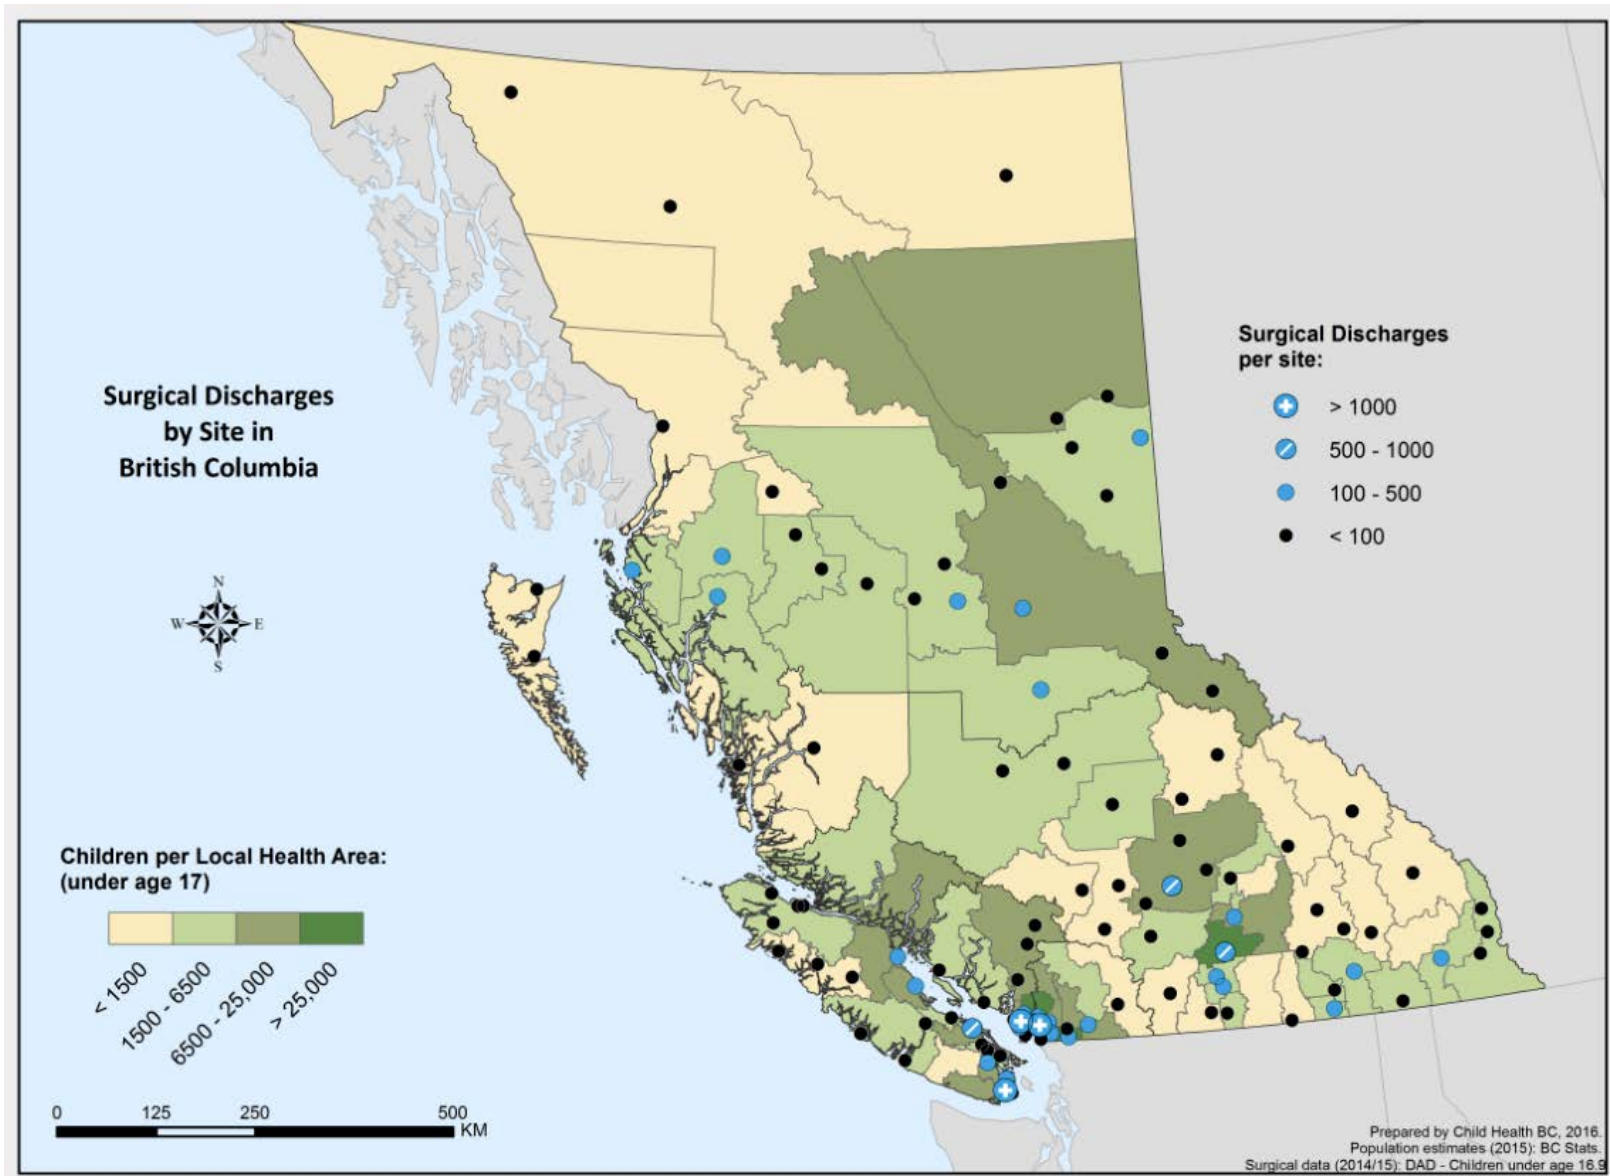 Surgical Discharges
by Site in
British Columbia
N
W
E
S
Surgical Discharges
per site:
> 1000
500 - 1000
100 - 500
< 100
Children per Local Health Area:
(under age 17)
< 1500
1500 - 6500
6500 - 25,000
> 25,000
0 125 250 500
KM
Prepared by Child Health BC, 2016.
Population estimates (2015): BC Stats.
Surgical data (2014/15): DAD - Children under age 16.9